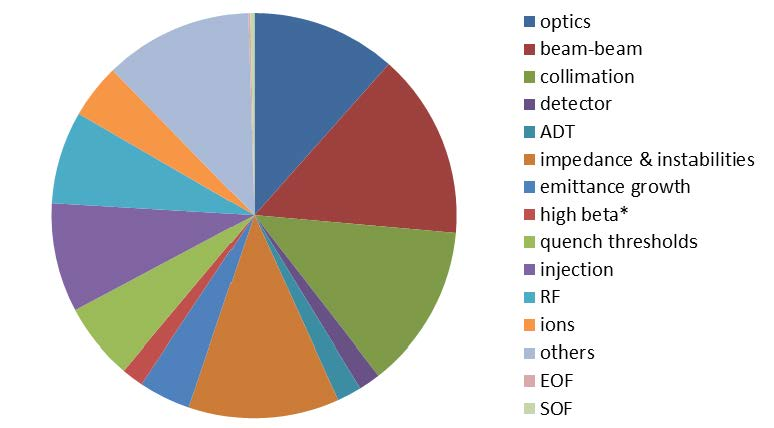 optics
beam-beam
collimation
detector
ADT
impedance & instabilities
emittance growth
high beta*
quench thresholds
injection
RF
ions
others
EOF
SOF